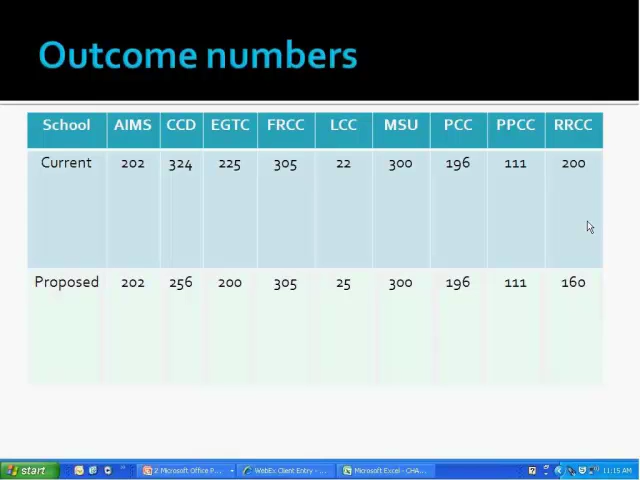 Outcome numbers
School AIMS CCD EGTC FRCC LCC MSU PCC PPCC RRCC
Current 202 324 225 305 22 300 196 111 200
Proposed 202 256 200 305 25 300 196 111 160
start 2 Microsoft Office P... WebEx Client Entry - ... Microsoft Excel - CHA... 11:15 AM